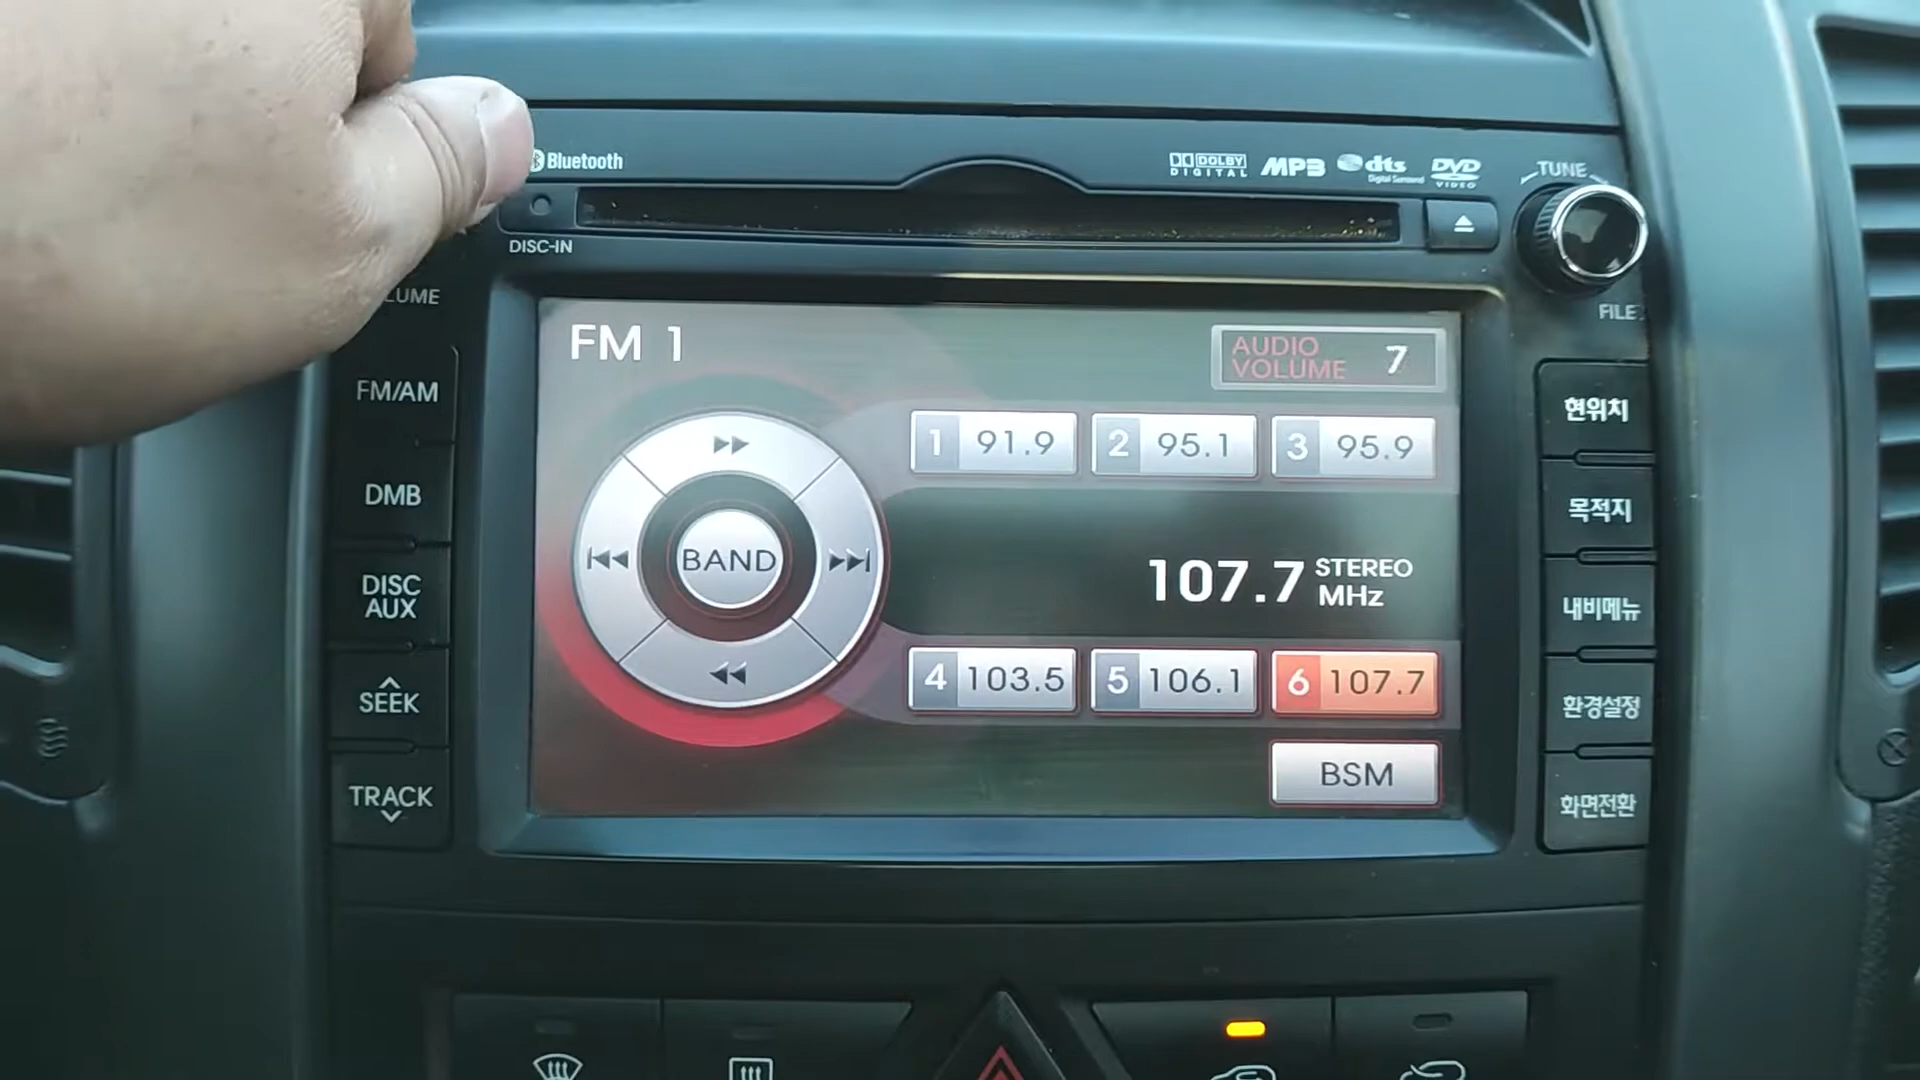 Bluetooth
DOLBY
DIGITAL
MP3
dts
Digital Surround
DVD
VIDEO
TUNE
DISC-IN
LUME
FILE
FM 1
AUDIO
VOLUME
7
FM/AM
DMB
DISC
AUX
SEEK
TRACK
1 91.9
2 95.1
3 95.9
BAND
107.7 STEREO
MHz
4 103.5
5 106.1
6 107.7
BSM
현위치
목적지
내비메뉴
환경설정
화면전환